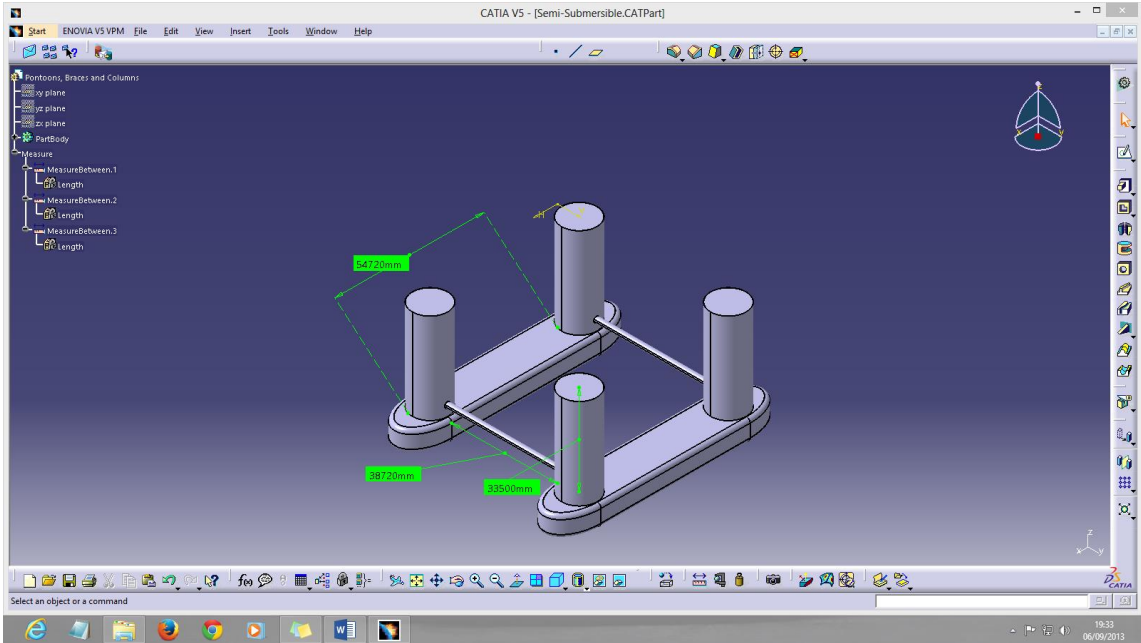 CATIA V5 - [Semi-Submersible.CATPart]
Start ENOVIA V5 VPM File Edit View Insert Tools Window Help
Pontoons, Braces and Columns
xy plane
yz plane
zx plane
PartBody
Measure
MeasureBetween.1
Length
MeasureBetween.2
Length
MeasureBetween.3
Length
H
54720mm
38720mm
33500mm
z
x y
f(x)
CATIA
Select an object or a command
19:33
06/09/2013